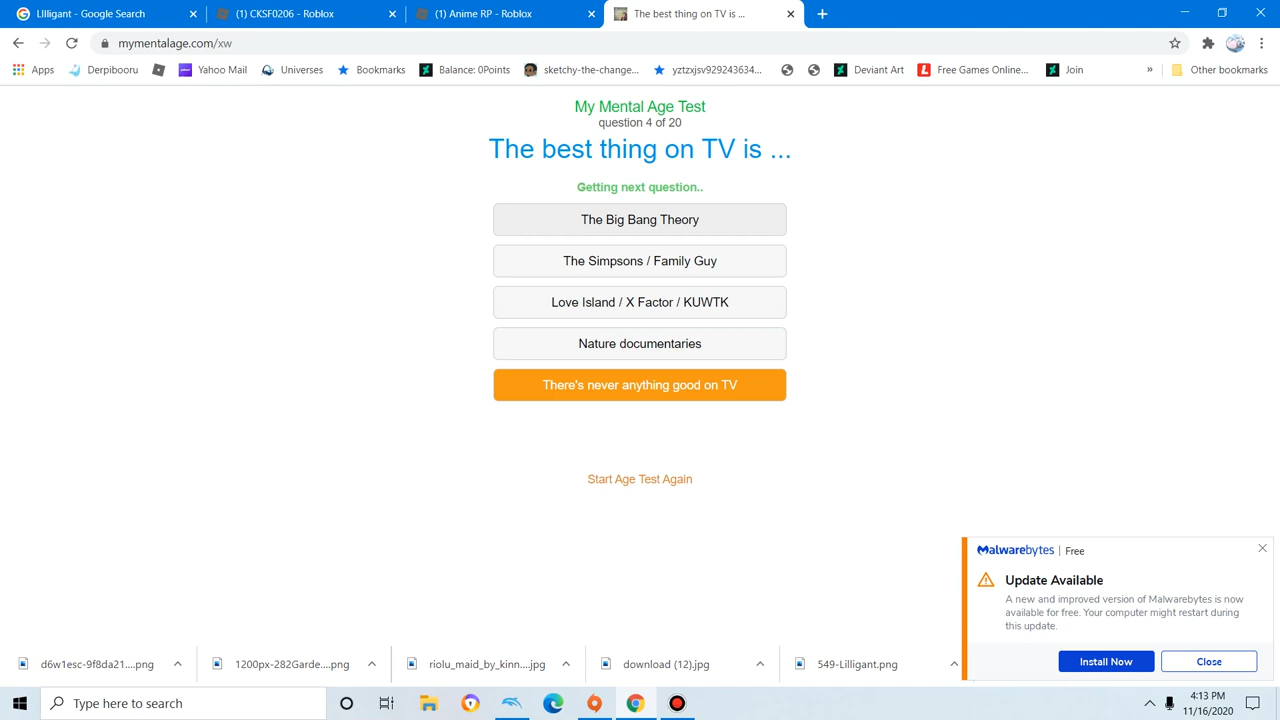 LIlligant - Google Search
(1) CKSF0206 - Roblox
(1) Anime RP - Roblox
The best thing on TV is ...
mymentalage.com/xw
Apps
Derpibooru
Yahoo Mail
Universes
Bookmarks
Balance: 0Points
sketchy-the-change...
yztzxjsv929243634...
Deviant Art
Free Games Online...
Join
»
Other bookmarks
My Mental Age Test
question 4 of 20
The best thing on TV is ...
Getting next question..
The Big Bang Theory
The Simpsons / Family Guy
Love Island / X Factor / KUWTK
Nature documentaries
There's never anything good on TV
Start Age Test Again
Malwarebytes | Free
Update Available
A new and improved version of Malwarebytes is now
available for free. Your computer might restart during
this update.
Install Now
Close
d6w1esc-9f8da21....png
1200px-282Garde....png
riolu_maid_by_kinn....jpg
download (12).jpg
549-Lilligant.png
Type here to search
4:13 PM
11/16/2020